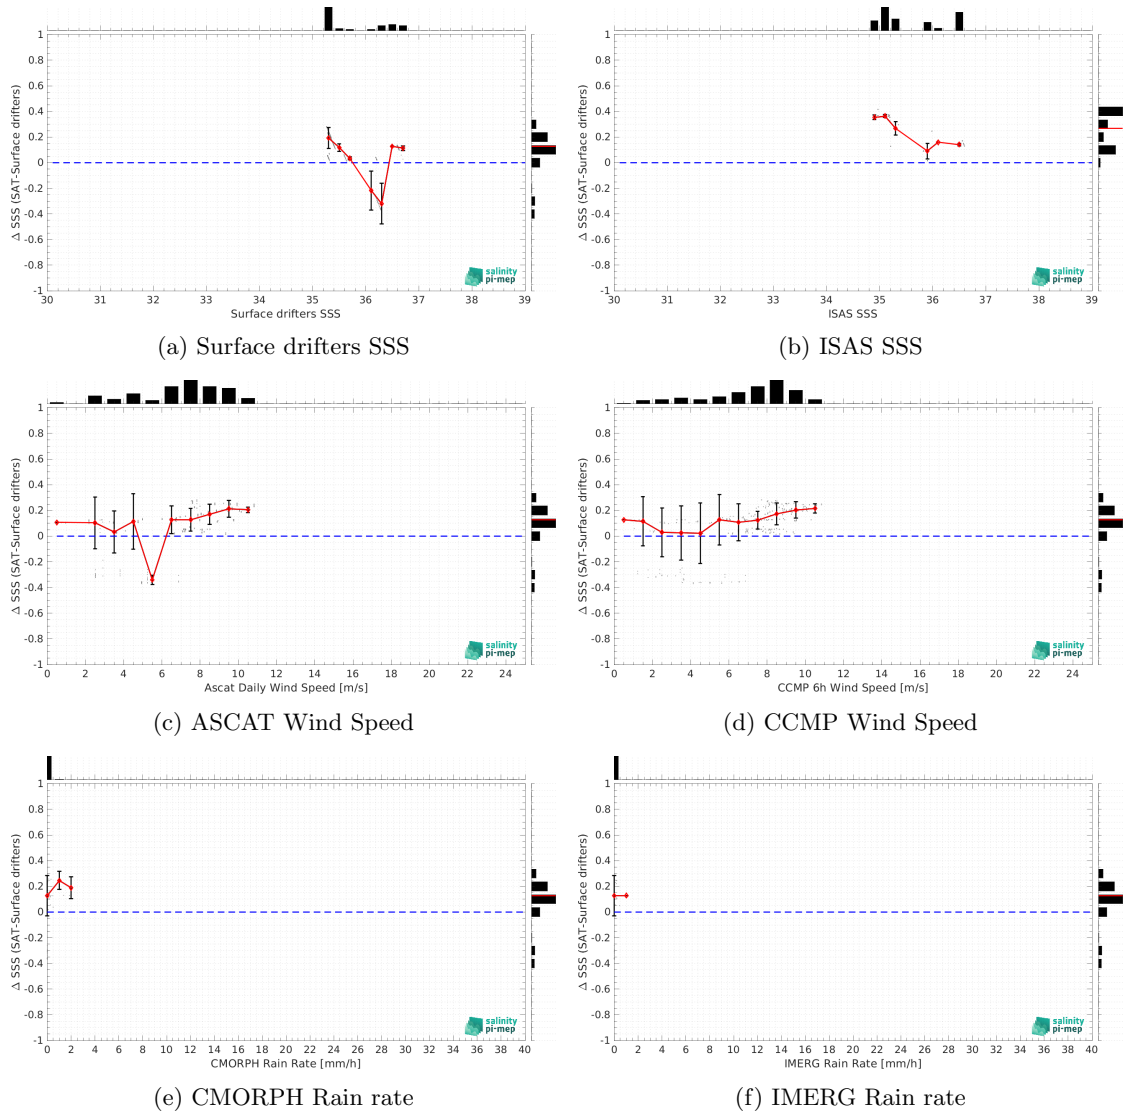 1
0.8
0.6
0.4
0.2
0
-0.2
-0.4
-0.6
-0.8
-1
Δ SSS (SAT-Surface drifters)
30 31 32 33 34 35 36 37 38 39
Surface drifters SSS
salinity
pi-mep
(a) Surface drifters SSS
1
0.8
0.6
0.4
0.2
0
-0.2
-0.4
-0.6
-0.8
-1
Δ SSS (SAT-Surface drifters)
30 31 32 33 34 35 36 37 38 39
ISAS SSS
salinity
pi-mep
(b) ISAS SSS
1
0.8
0.6
0.4
0.2
0
-0.2
-0.4
-0.6
-0.8
-1
Δ SSS (SAT-Surface drifters)
0 2 4 6 8 10 12 14 16 18 20 22 24
Ascat Daily Wind Speed [m/s]
salinity
pi-mep
(c) ASCAT Wind Speed
1
0.8
0.6
0.4
0.2
0
-0.2
-0.4
-0.6
-0.8
-1
Δ SSS (SAT-Surface drifters)
0 2 4 6 8 10 12 14 16 18 20 22 24
CCMP 6h Wind Speed [m/s]
salinity
pi-mep
(d) CCMP Wind Speed
1
0.8
0.6
0.4
0.2
0
-0.2
-0.4
-0.6
-0.8
-1
Δ SSS (SAT-Surface drifters)
0 2 4 6 8 10 12 14 16 18 20 22 24 26 28 30 32 34 36 38 40
CMORPH Rain Rate [mm/h]
salinity
pi-mep
(e) CMORPH Rain rate
1
0.8
0.6
0.4
0.2
0
-0.2
-0.4
-0.6
-0.8
-1
Δ SSS (SAT-Surface drifters)
0 2 4 6 8 10 12 14 16 18 20 22 24 26 28 30 32 34 36 38 40
IMERG Rain Rate [mm/h]
salinity
pi-mep
(f) IMERG Rain rate